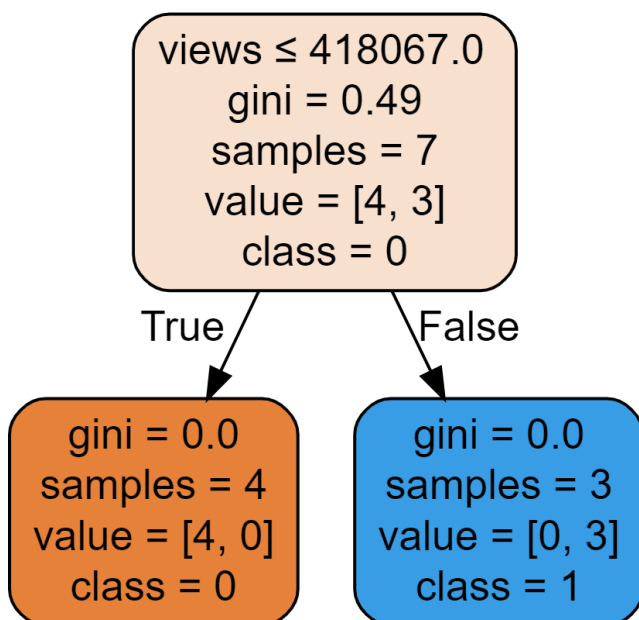 views ≤ 418067.0
gini = 0.49
samples = 7
value = [4, 3]
class = 0
True
False
gini = 0.0
samples = 4
value = [4, 0]
class = 0
gini = 0.0
samples = 3
value = [0, 3]
class = 1